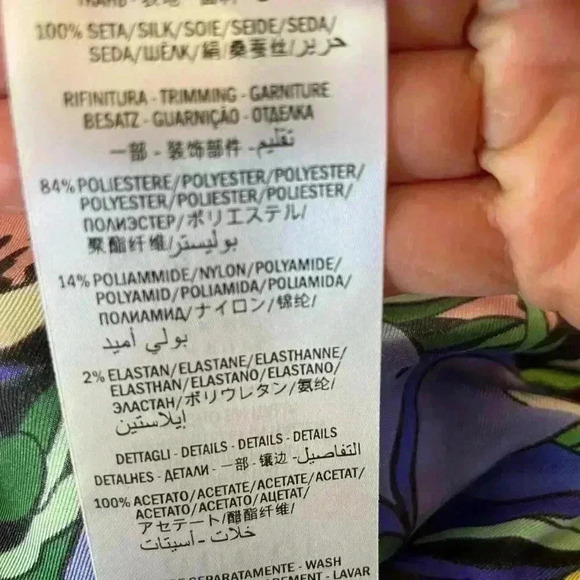 100% SETA/SILK/SOIE/SEIDE/SEDA/
SEDA/ШЁЛК/絹/桑蚕丝/حرير
RIFINITURA - TRIMMING - GARNITURE
BESATZ - GUARNIÇÃO - ОТДЕЛКА
一部 - 装饰部件 - تقليم
84% POLIESTERE/POLYESTER/POLYESTER/
POLYESTER/POLIESTER/POLIESTER/
ПОЛИЭСТЕР/ポリエステル/
聚酯纤维/بوليستر
14% POLIAMMIDE/NYLON/POLYAMIDE/
POLYAMID/POLIAMIDA/POLIAMIDA/
ПОЛИАМИД/ナイロン/锦纶/
بولي أميد
2% ELASTAN/ELASTANE/ELASTHANNE/
ELASTHAN/ELASTANO/ELASTANO/
ЭЛАСТАН/ポリウレタン/氨纶/
إيلاستين
DETTAGLI - DETAILS - DETAILS - DETAILS
DETALHES - ДЕТАЛИ - 一部 - 镶边 - التفاصيل
100% ACETATO/ACETATE/ACETATE/ACETAT/
ACETATO/ACETATO/АЦЕТАТ/
アセテート/醋酯纤维/
خلات - أسيتات
SEPARATAMENTE - WASH
LAVAR